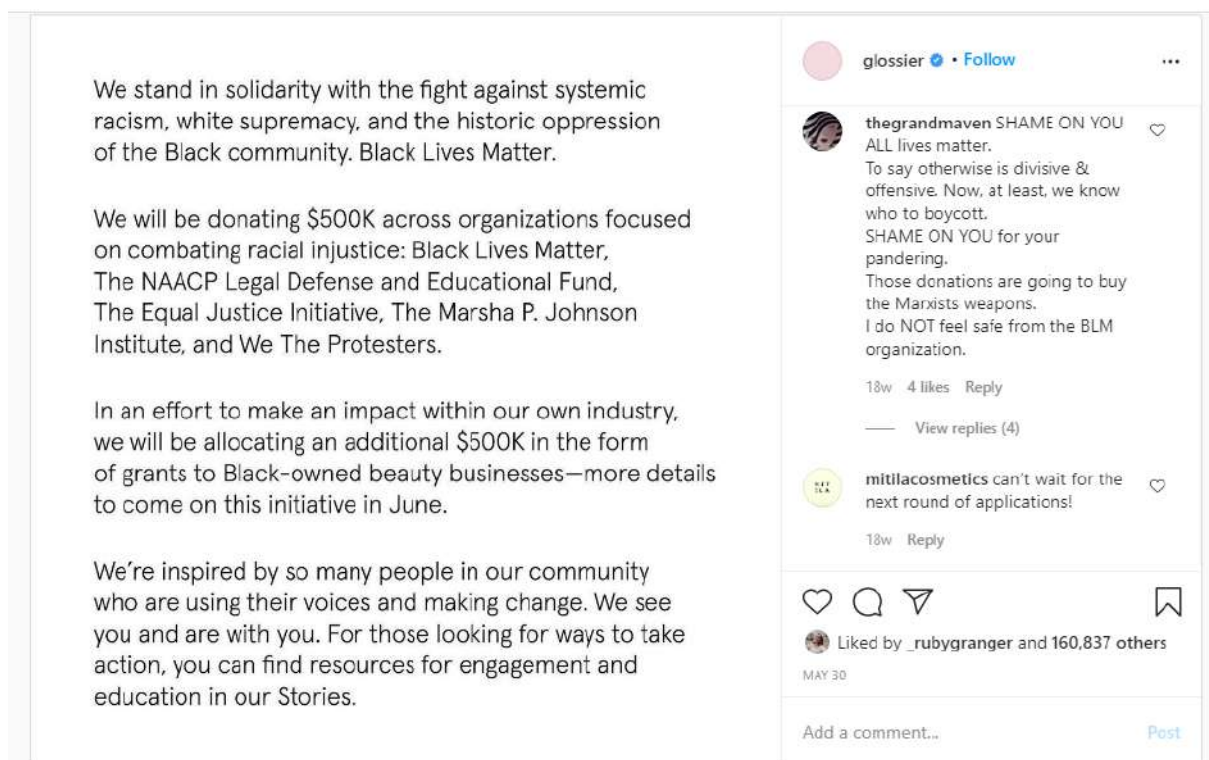 We stand in solidarity with the fight against systemic
racism, white supremacy, and the historic oppression
of the Black community. Black Lives Matter.
We will be donating $500K across organizations focused
on combating racial injustice: Black Lives Matter,
The NAACP Legal Defense and Educational Fund,
The Equal Justice Initiative, The Marsha P. Johnson
Institute, and We The Protesters.
In an effort to make an impact within our own industry,
we will be allocating an additional $500K in the form
of grants to Black-owned beauty businesses—more details
to come on this initiative in June.
We're inspired by so many people in our community
who are using their voices and making change. We see
you and are with you. For those looking for ways to take
action, you can find resources for engagement and
education in our Stories.
glossier • Follow
thegrandmaven SHAME ON YOU
ALL lives matter.
To say otherwise is divisive &
offensive. Now, at least, we know
who to boycott.
SHAME ON YOU for your
pandering.
Those donations are going to buy
the Marxists weapons.
I do NOT feel safe from the BLM
organization.
18w 4 likes Reply
View replies (4)
mitilacosmetics can't wait for the
next round of applications!
18w Reply
Liked by _rubygranger and 160,837 others
MAY 30
Add a comment...
Post